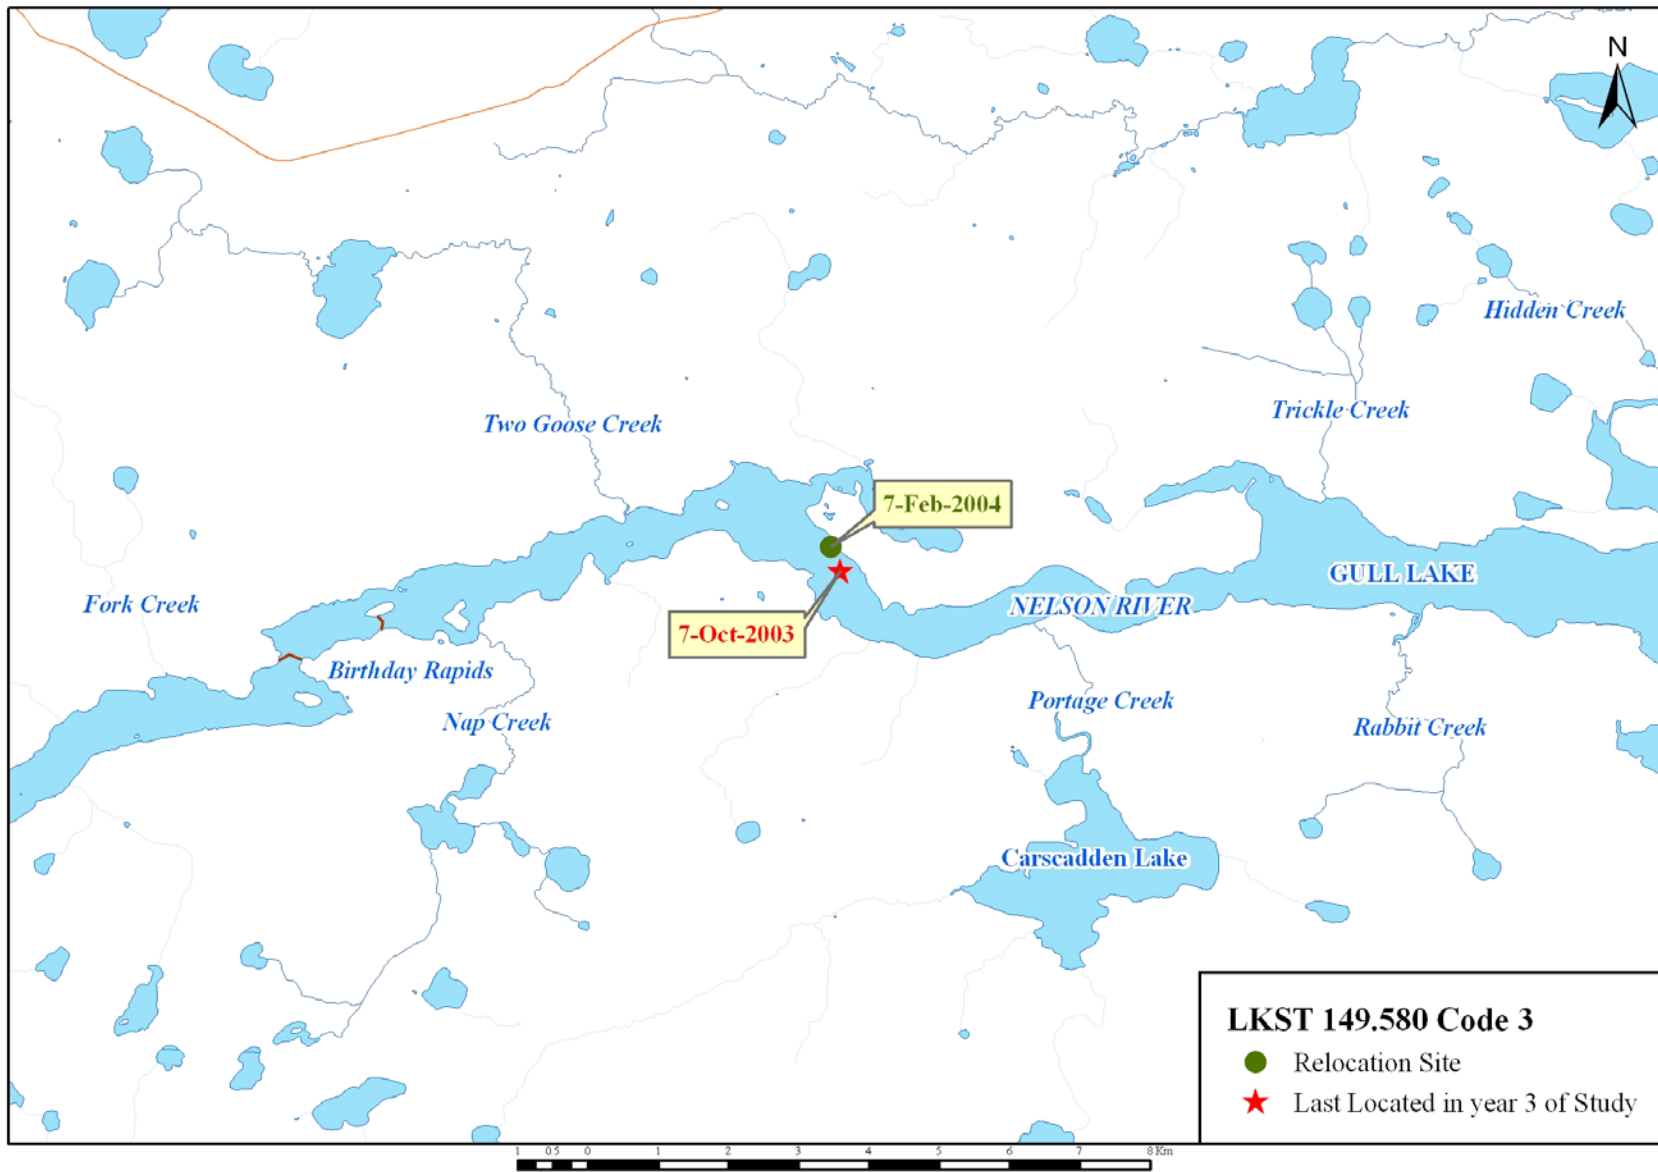 N
Hidden Creek
Trickle Creek
Two Goose Creek
7-Feb-2004
GULL LAKE
Fork Creek
NELSON RIVER
7-Oct-2003
Birthday Rapids
Portage Creek
Nap Creek
Rabbit Creek
Carscadden Lake
LKST 149.580 Code 3
Relocation Site
Last Located in year 3 of Study
1 0.5 0 1 2 3 4 5 6 7 8 Km